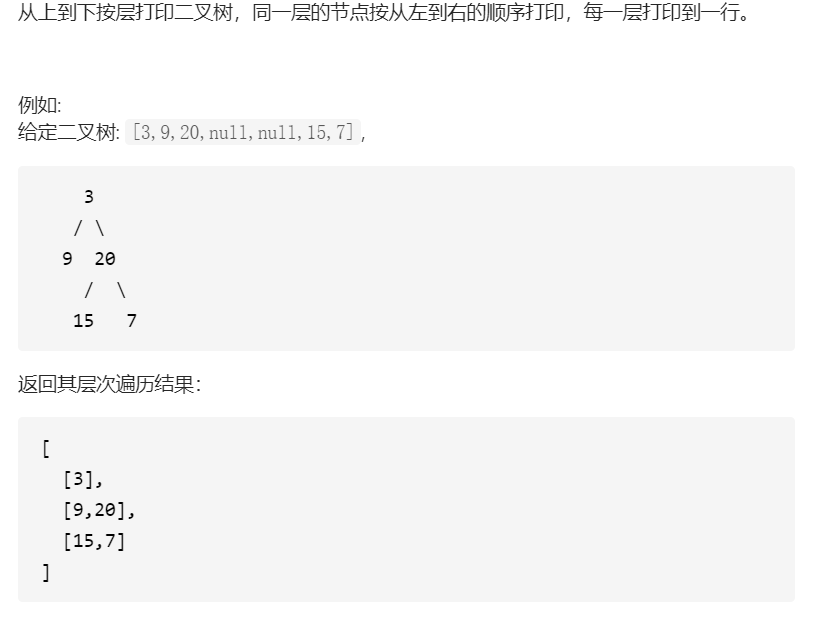 从上到下按层打印二叉树，同一层的节点按从左到右的顺序打印，每一层打印到一行。
例如:
给定二叉树: [3,9,20,null,null,15,7],
    3
   / \
  9  20
    /  \
   15   7
返回其层次遍历结果：
[
  [3],
  [9,20],
  [15,7]
]